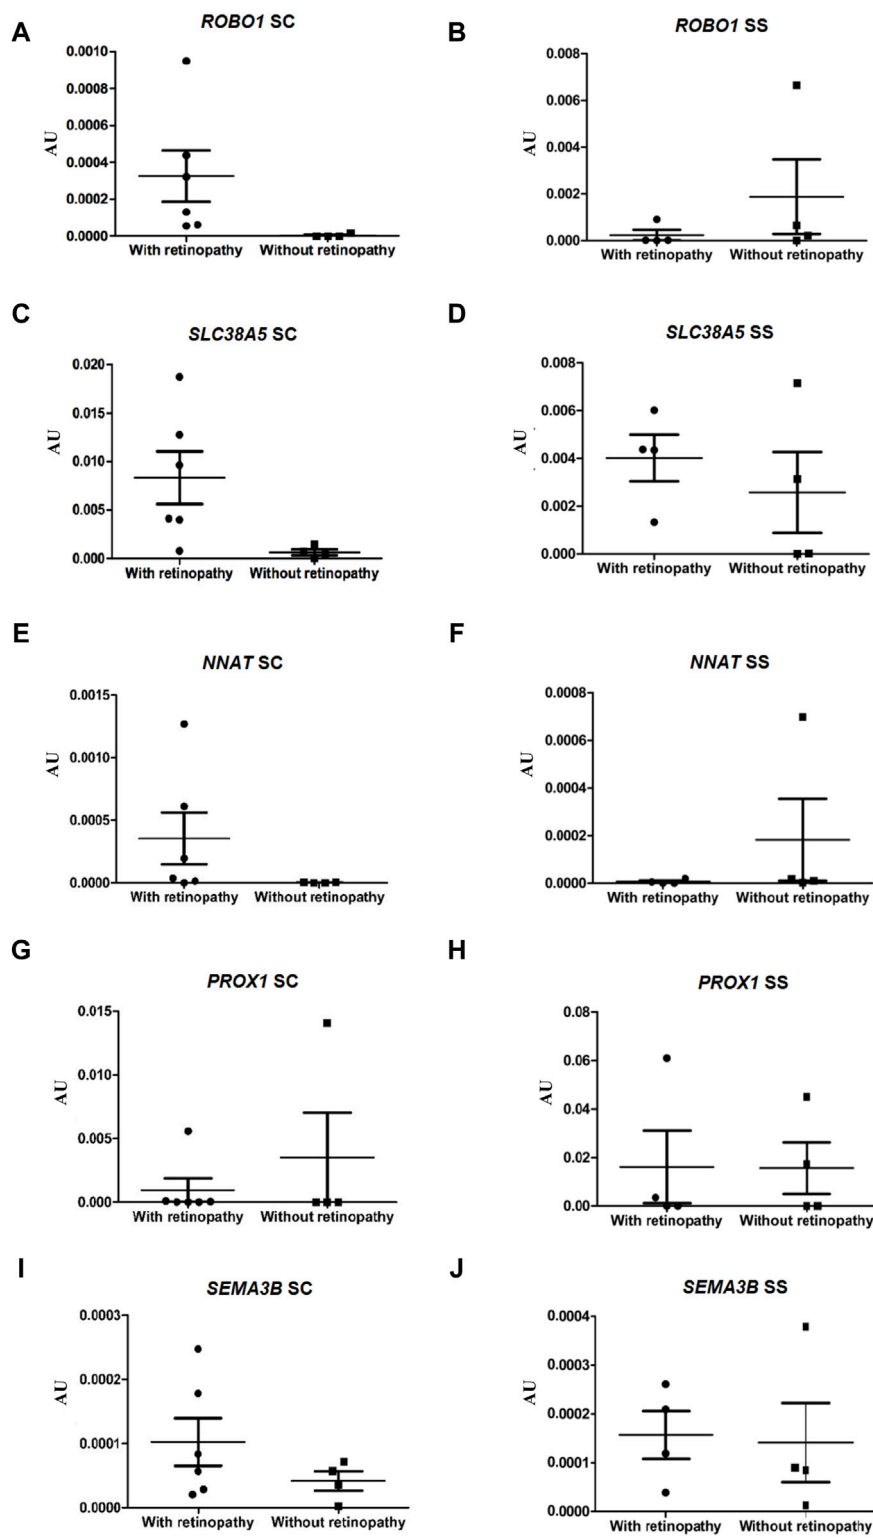 A
ROBO1 SC
0.0010
0.0008
0.0006
0.0004
0.0002
0.0000
AU
With retinopathy Without retinopathy
B
ROBO1 SS
0.008
0.006
0.004
0.002
0.000
AU
With retinopathy Without retinopathy
C
SLC38A5 SC
0.020
0.015
0.010
0.005
0.000
AU
With retinopathy Without retinopathy
D
SLC38A5 SS
0.008
0.006
0.004
0.002
0.000
AU
With retinopathy Without retinopathy
E
NNAT SC
0.0015
0.0010
0.0005
0.0000
AU
With retinopathy Without retinopathy
F
NNAT SS
0.0008
0.0006
0.0004
0.0002
0.0000
AU
With retinopathy Without retinopathy
G
PROX1 SC
0.015
0.010
0.005
0.000
AU
With retinopathy Without retinopathy
H
PROX1 SS
0.08
0.06
0.04
0.02
0.00
AU
With retinopathy Without retinopathy
I
SEMA3B SC
0.0003
0.0002
0.0001
0.0000
AU
With retinopathy Without retinopathy
J
SEMA3B SS
0.0004
0.0003
0.0002
0.0001
0.0000
AU
With retinopathy Without retinopathy